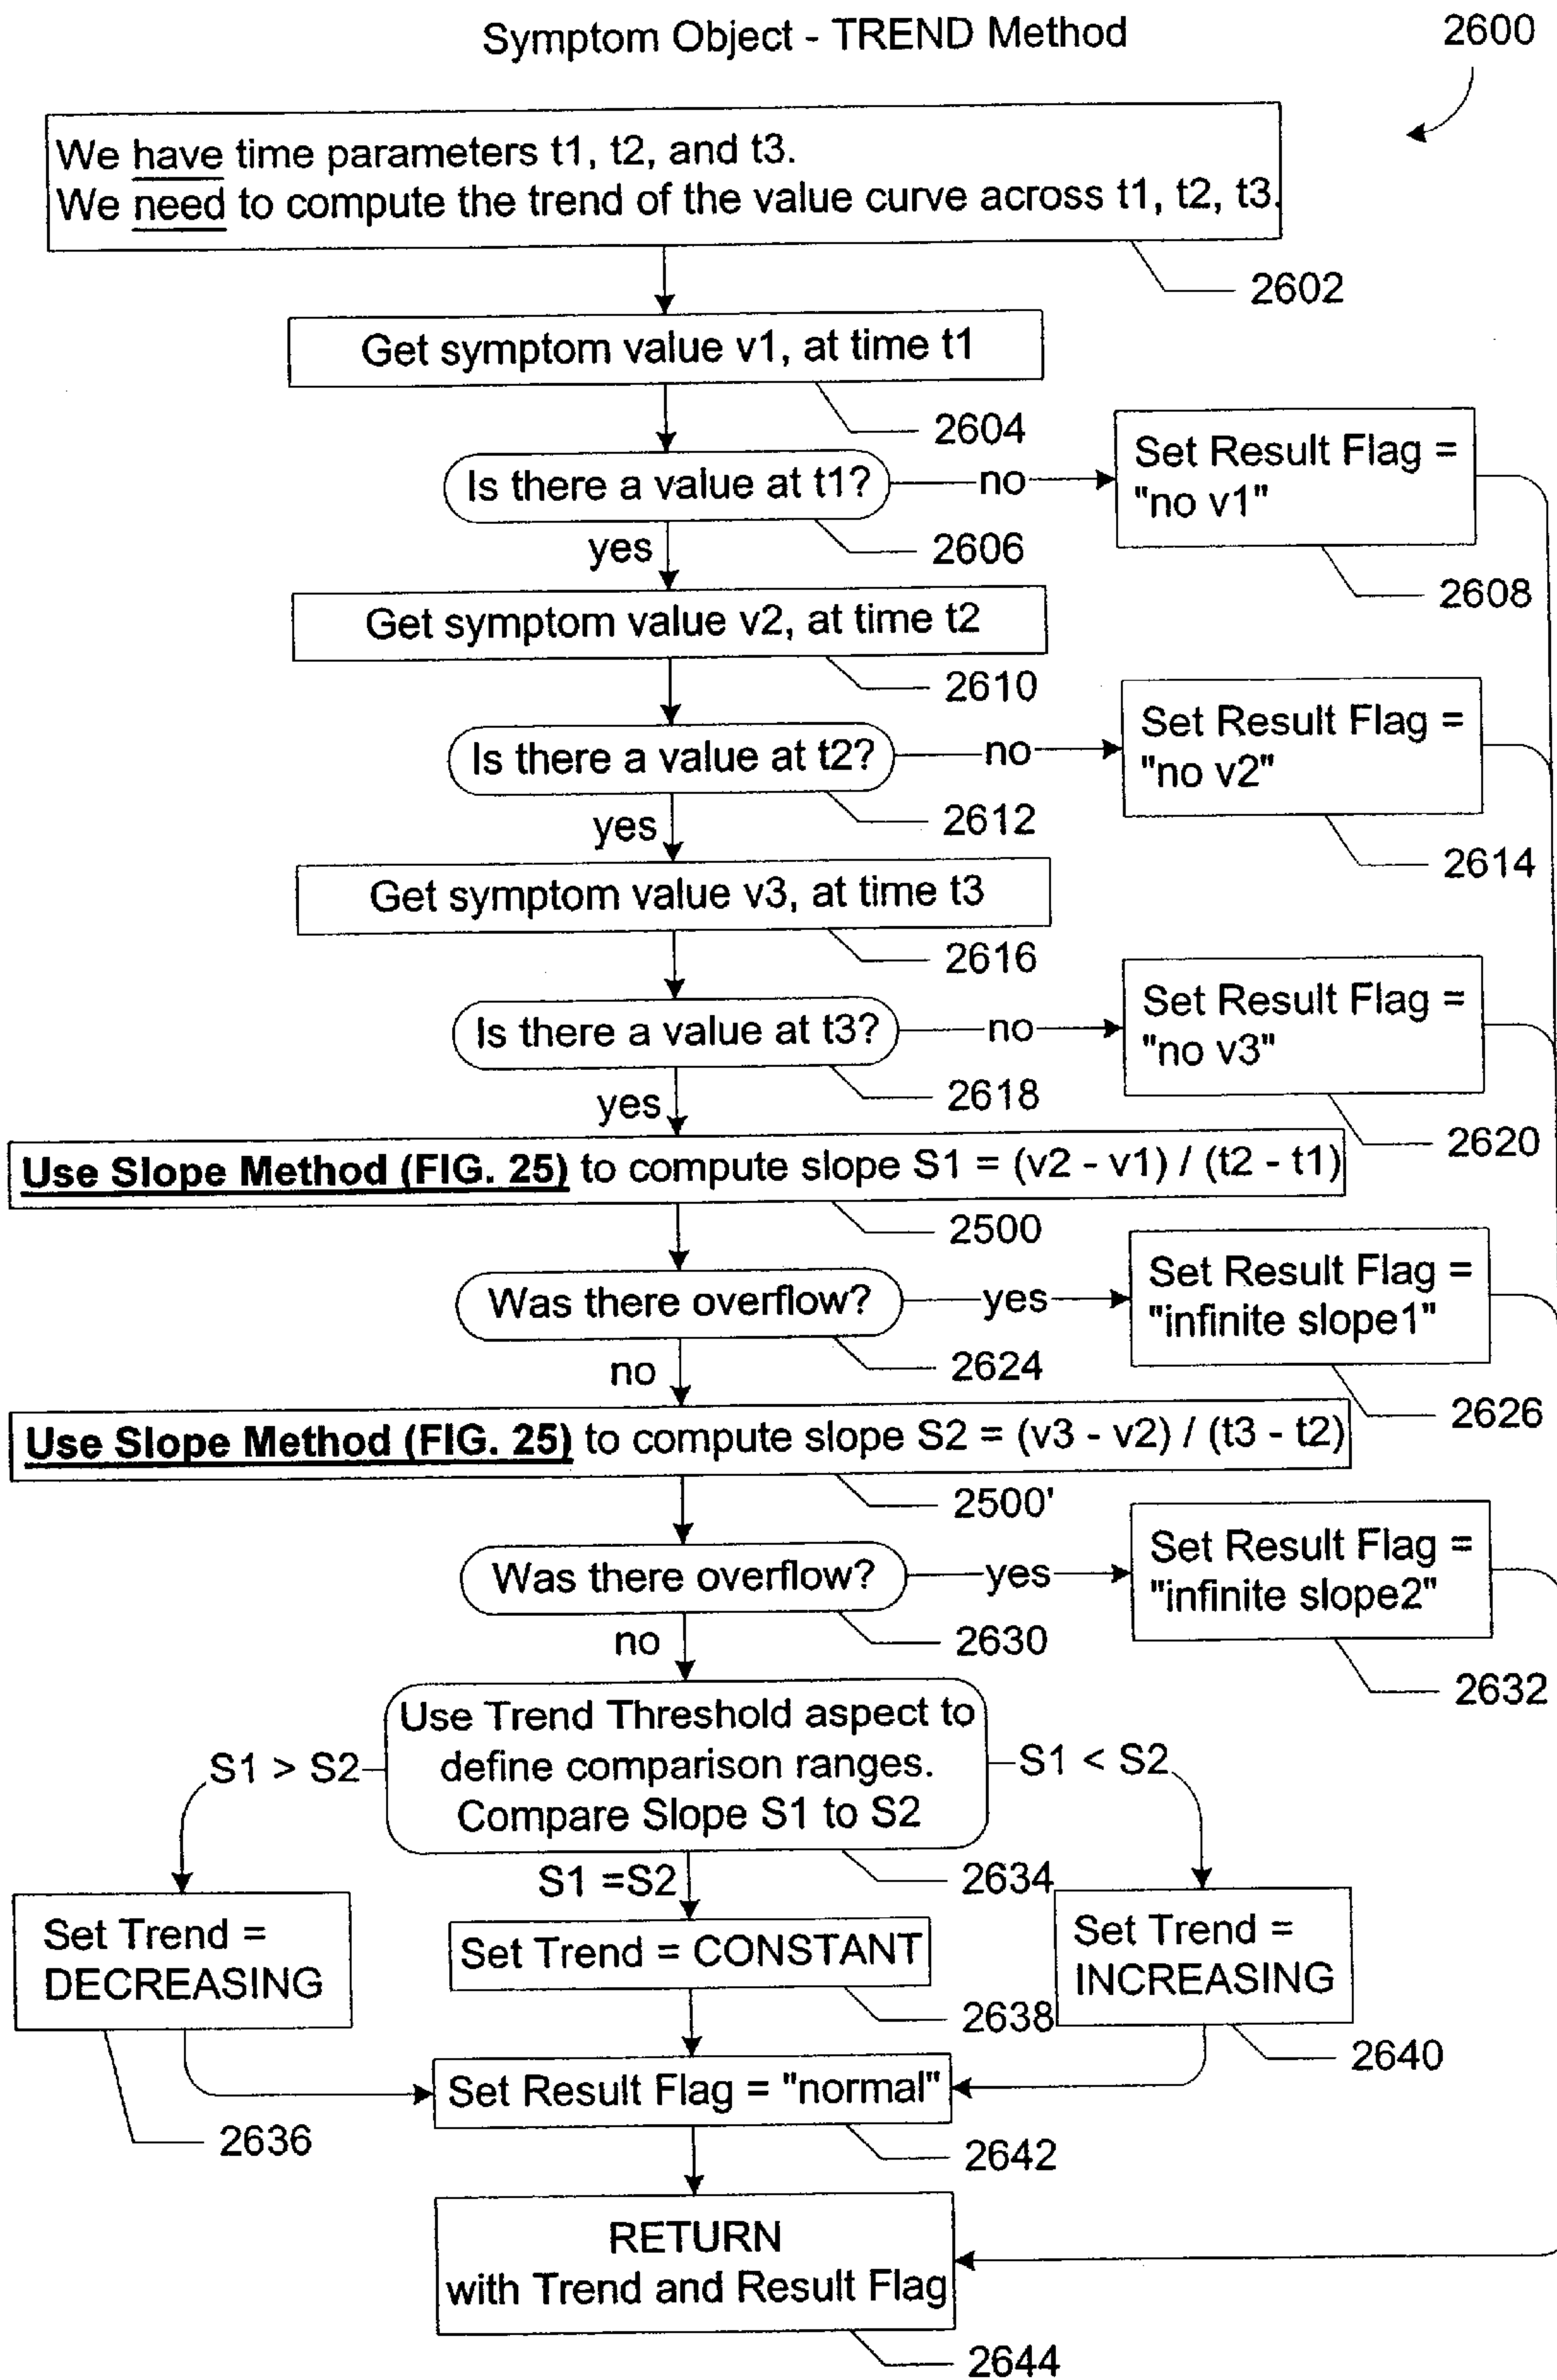 Symptom Object - TREND Method
2600
We have time parameters t1, t2, and t3.
We need to compute the trend of the value curve across t1, t2, t3.
2602
Get symptom value v1, at time t1
2604
Is there a value at t1?
no
Set Result Flag =
"no v1"
2606
yes
2608
Get symptom value v2, at time t2
2610
Is there a value at t2?
no
Set Result Flag =
"no v2"
2612
yes
2614
Get symptom value v3, at time t3
2616
Is there a value at t3?
no
Set Result Flag =
"no v3"
2618
yes
2620
Use Slope Method (FIG. 25) to compute slope S1 = (v2 - v1) / (t2 - t1)
2500
Was there overflow?
yes
Set Result Flag =
"infinite slope1"
2624
no
2626
Use Slope Method (FIG. 25) to compute slope S2 = (v3 - v2) / (t3 - t2)
2500'
Was there overflow?
yes
Set Result Flag =
"infinite slope2"
2630
no
2632
Use Trend Threshold aspect to
define comparison ranges.
Compare Slope S1 to S2
S1 > S2
S1 < S2
S1 =S2
2634
Set Trend =
DECREASING
Set Trend = CONSTANT
Set Trend =
INCREASING
2638
2640
Set Result Flag = "normal"
2636
2642
RETURN
with Trend and Result Flag
2644